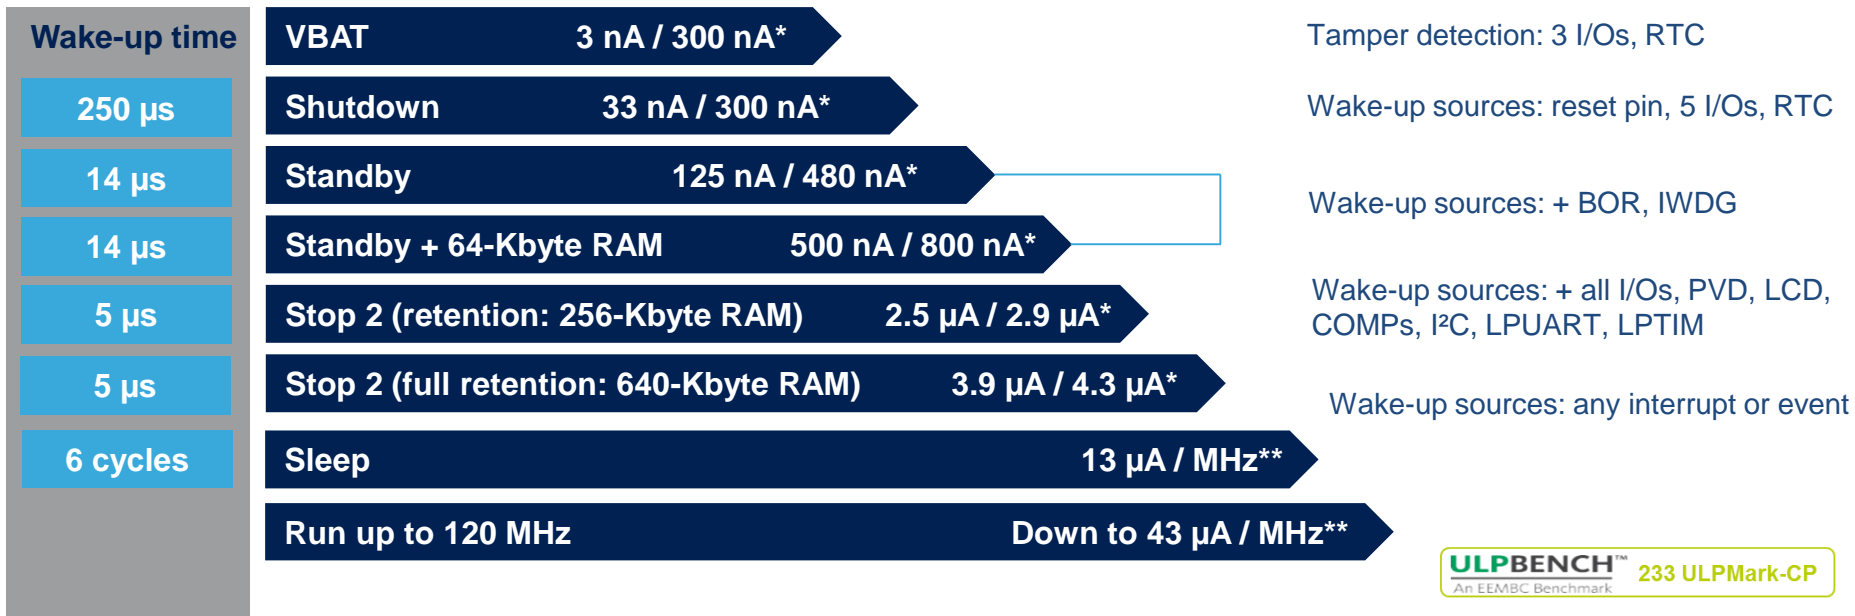 Wake-up time
VBAT 3 nA / 300 nA*
Tamper detection: 3 I/Os, RTC
250 µs
Shutdown 33 nA / 300 nA*
Wake-up sources: reset pin, 5 I/Os, RTC
14 µs
Standby 125 nA / 480 nA*
Wake-up sources: + BOR, IWDG
14 µs
Standby + 64-Kbyte RAM 500 nA / 800 nA*
5 µs
Stop 2 (retention: 256-Kbyte RAM) 2.5 µA / 2.9 µA*
Wake-up sources: + all I/Os, PVD, LCD,
COMPs, I²C, LPUART, LPTIM
5 µs
Stop 2 (full retention: 640-Kbyte RAM) 3.9 µA / 4.3 µA*
Wake-up sources: any interrupt or event
6 cycles
Sleep 13 µA / MHz**
Run up to 120 MHz Down to 43 µA / MHz**
ULPBENCH™
An EEMBC Benchmark
233 ULPMark-CP